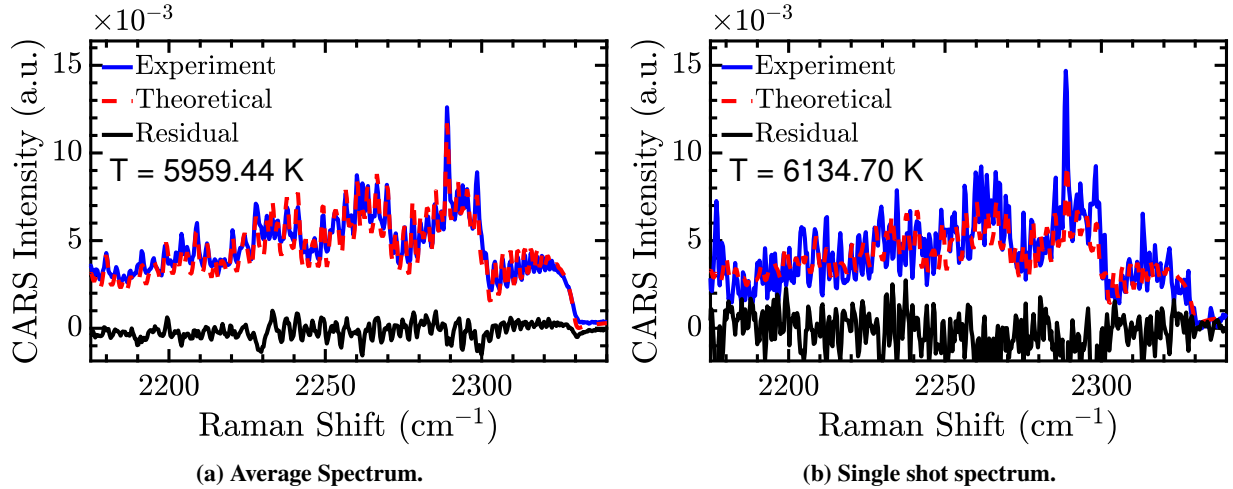 ×10⁻³
15
10
5
0
CARS Intensity (a.u.)
Experiment
Theoretical
Residual
T = 5959.44 K
2200
2250
2300
Raman Shift (cm⁻¹)
(a) Average Spectrum.
×10⁻³
15
10
5
0
CARS Intensity (a.u.)
Experiment
Theoretical
Residual
T = 6134.70 K
2200
2250
2300
Raman Shift (cm⁻¹)
(b) Single shot spectrum.